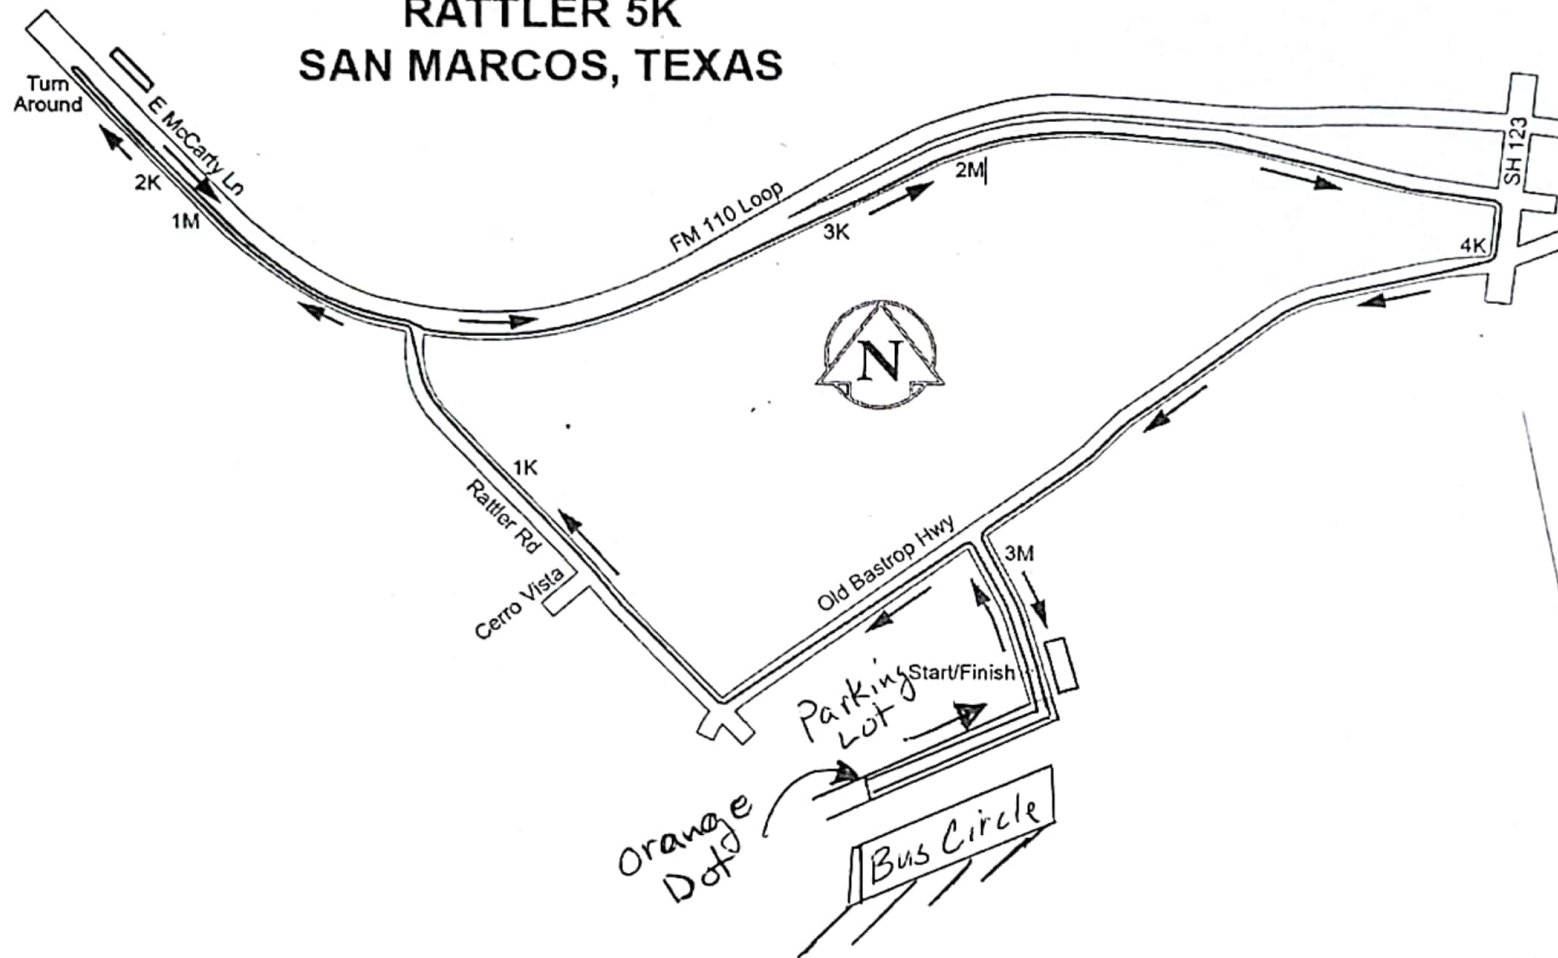 RATTLER 5K
SAN MARCOS, TEXAS
Turn
Around
E McCarty Ln
2K
1M
FM 110 Loop
3K
2M
SH 123
4K
N
1K
Rattler Rd
Cerro Vista
Old Bastrop Hwy
3M
Start/Finish
Parking
Lot
Orange
Dot
Bus Circle